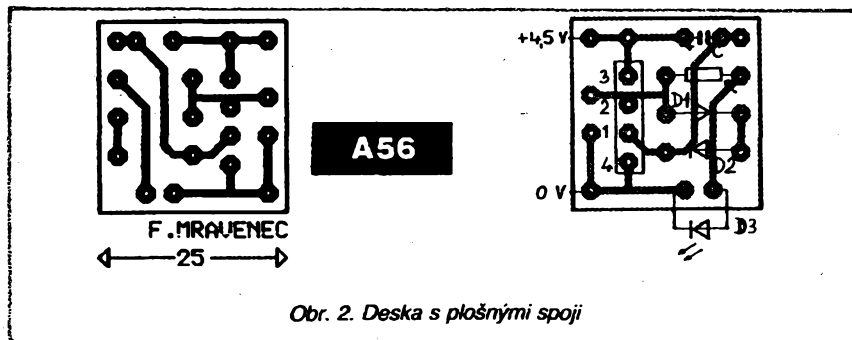 A56
F.MRAVENEC
25
+4,5 V
C
3
R
D1
2
1
D2
4
0 V
D3
Obr. 2. Deska s plošnými spoji